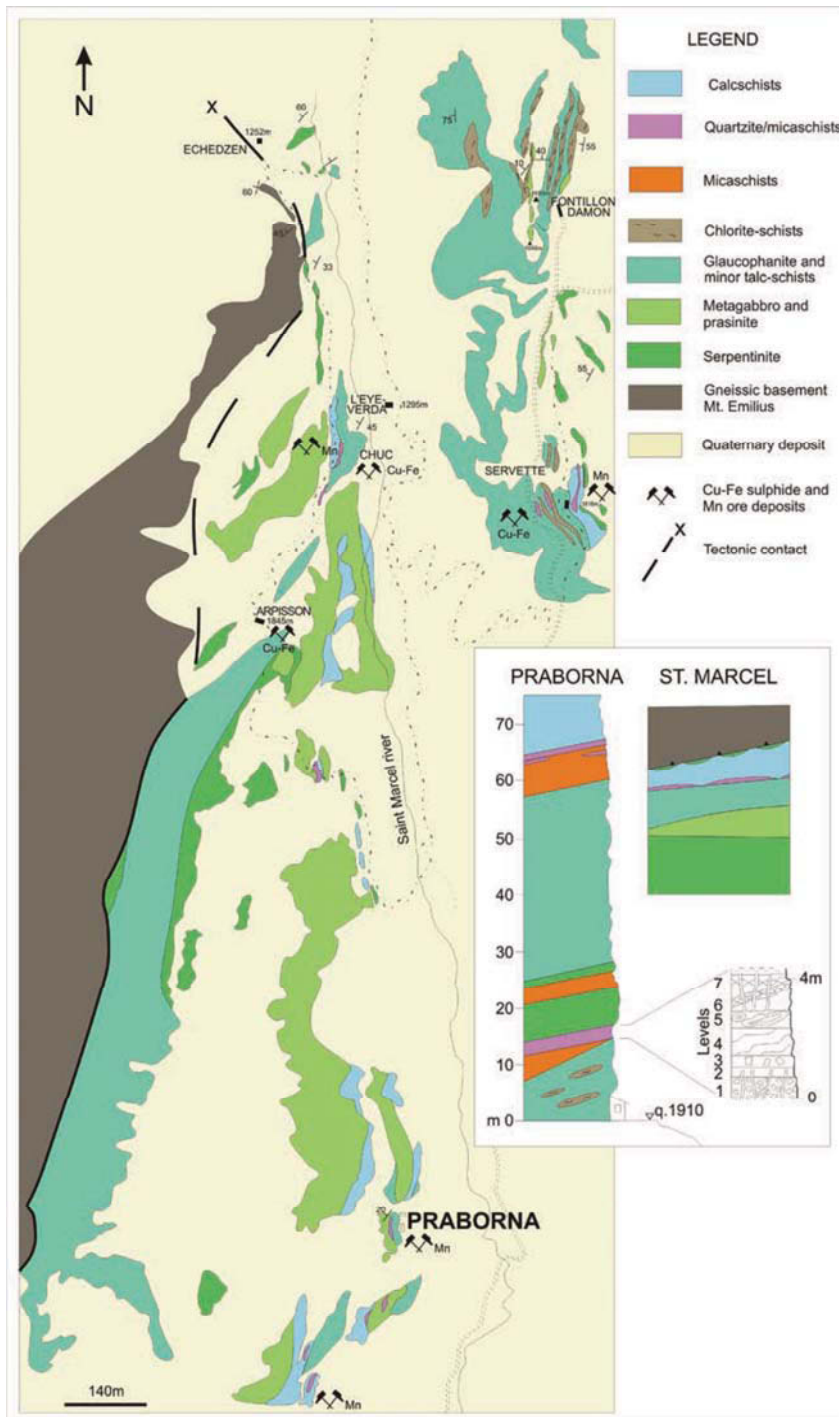 LEGEND
Calcschists
Quartzite/micaschists
Micaschists
Chlorite-schists
Glaucophanite and
minor talc-schists
Metagabbro and
prasinite
Serpentinite
Gneissic basement
Mt. Emilius
Quaternary deposit
Cu-Fe sulphide and
Mn ore deposits
X
Tectonic contact
N
X
60
1252m
ECHEDZEN
60
33
75
40
55
FONTILLON
DAMON
55
L'EYE-
VERDA
1295m
45
Mn
CHUC
Cu-Fe
SERVETTE
Mn
Cu-Fe
ARPISSON
1845m
Cu-Fe
Saint Marcel river
PRABORNA
Mn
Mn
140m
PRABORNA
ST. MARCEL
70
60
50
40
30
20
10
m 0
q.1910
Levels
7
6
5
4
3
2
1
4m
0